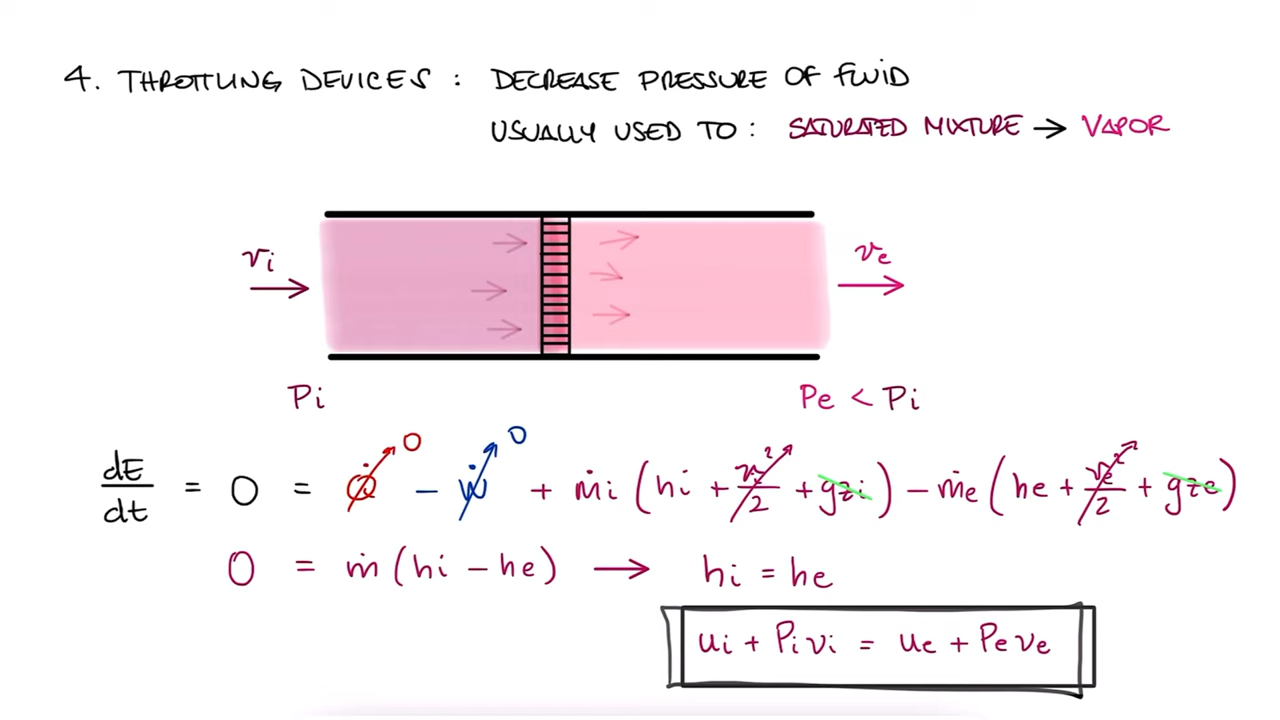 4. THROTTLING DEVICES : DECREASE PRESSURE OF FLUID
USUALLY USED TO : SATURATED MIXTURE → VAPOR
vi → ve →
Pi Pe < Pi
dE/dt = 0 = Q̇ 0 − Ẇ 0 + ṁi (hi + vi²/2 + gzi) − ṁe (he + ve²/2 + gze)
0 = ṁ (hi − he) → hi = he
ui + Pivi = ue + Peve